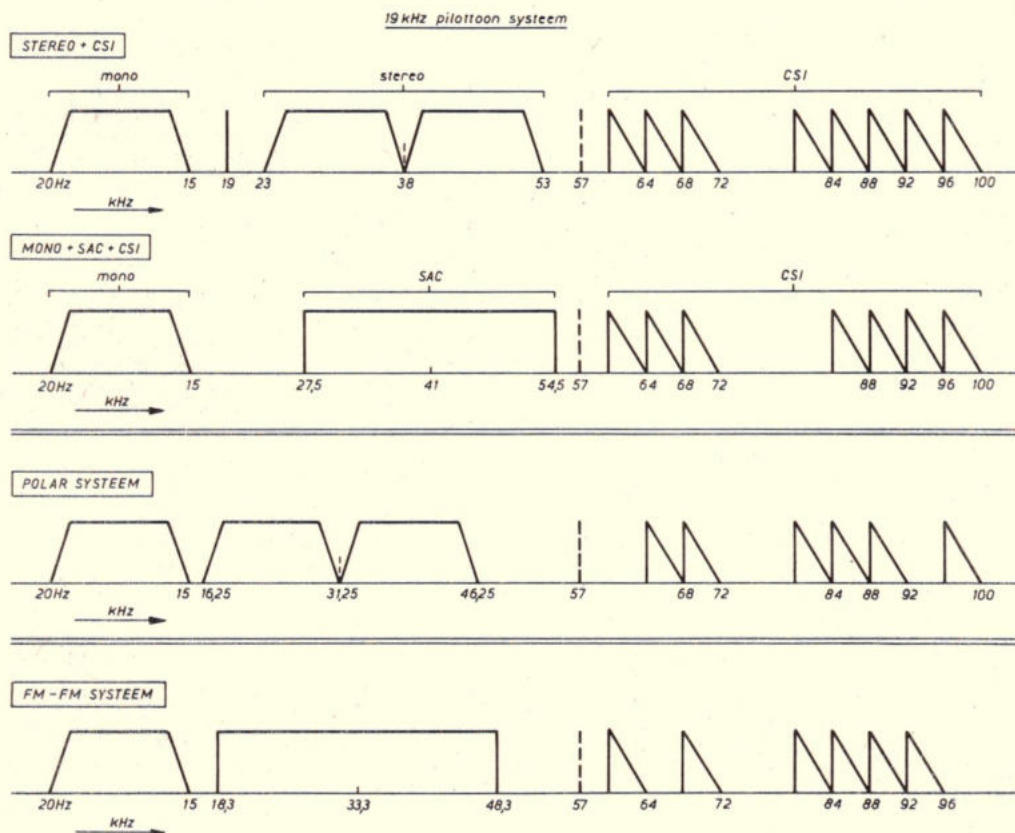 19 kHz pilottoon systeem
STEREO + CSI
mono stereo CSI
20Hz 15 19 23 38 53 57 64 68 72 84 88 92 96 100
kHz
MONO + SAC + CSI
mono SAC CSI
20Hz 15 27,5 41 54,5 57 64 68 72 88 92 96 100
kHz
POLAR SYSTEEM
20Hz 15 16,25 31,25 46,25 57 68 72 84 88 92 100
kHz
FM-FM SYSTEEM
20Hz 15 18,3 33,3 48,3 57 64 72 84 88 92 96
kHz